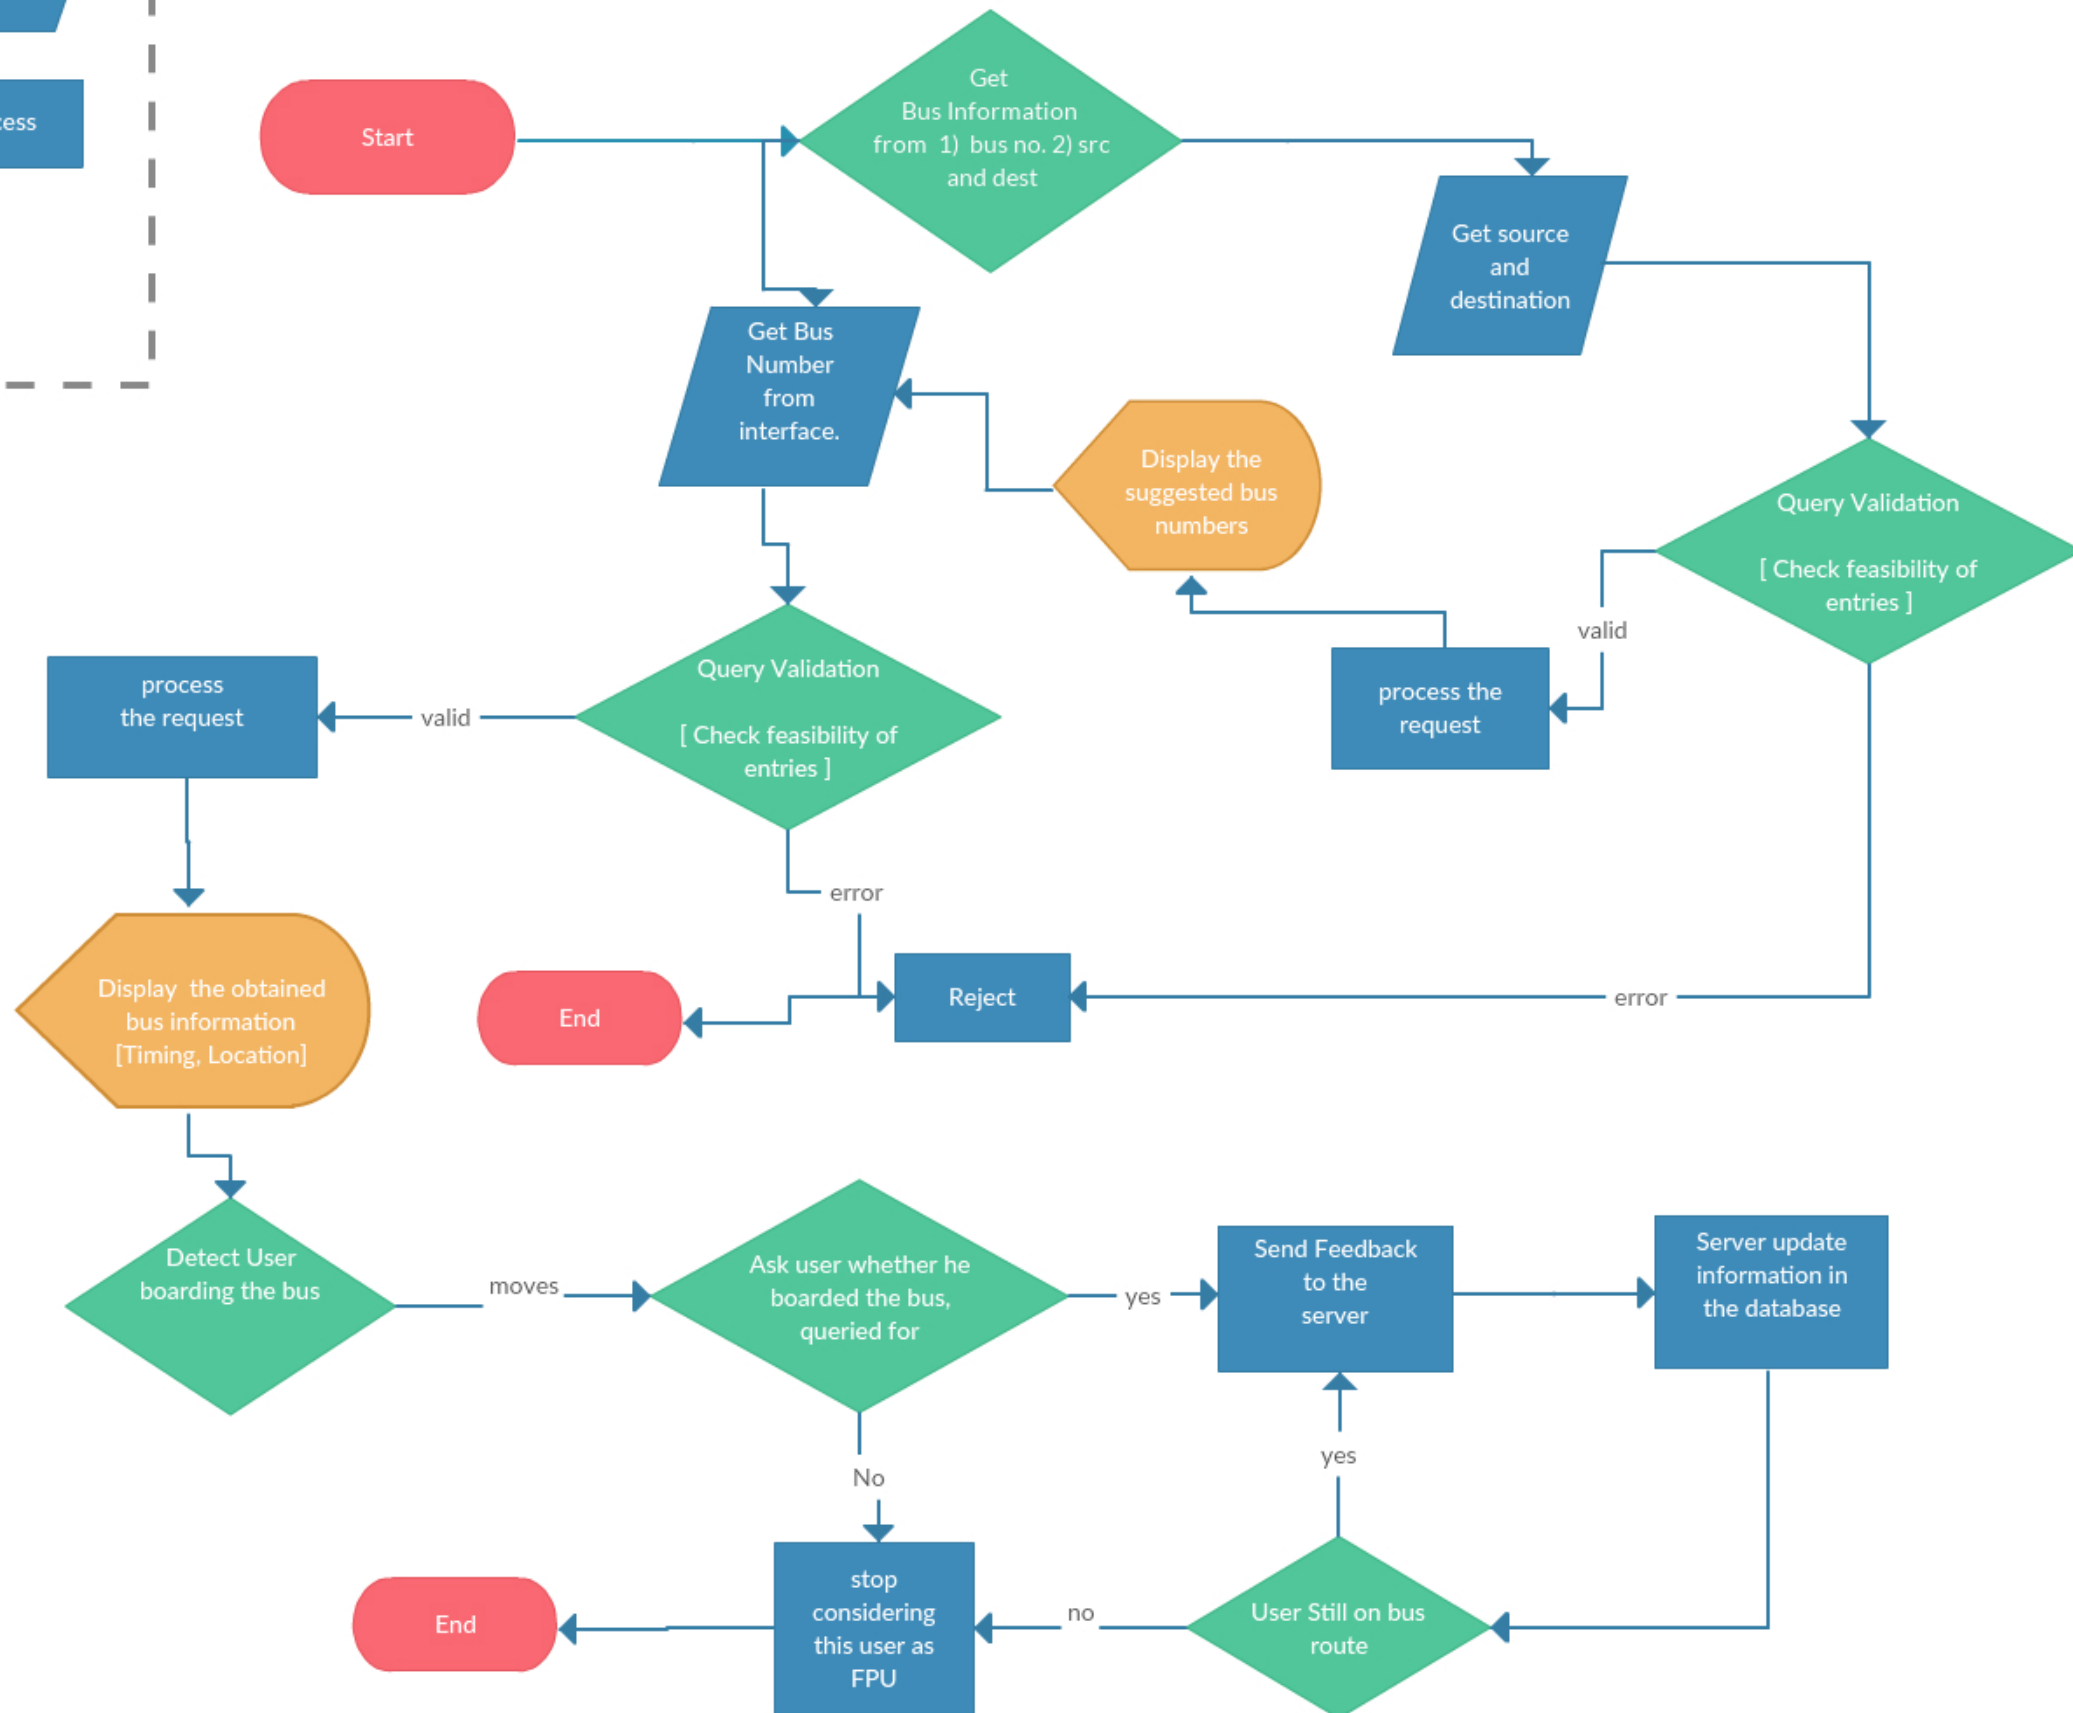 Start
Get
Bus Information
from 1) bus no. 2) src
and dest
Get source
and
destination
Get Bus
Number
from
interface.
Display the
suggested bus
numbers
Query Validation
[ Check feasibility of
entries ]
valid
process the
request
Query Validation
[ Check feasibility of
entries ]
valid
process
the request
error
Display the obtained
bus information
[Timing, Location]
End
Reject
error
Detect User
boarding the bus
moves
Ask user whether he
boarded the bus,
queried for
yes
Send Feedback
to the
server
Server update
information in
the database
No
yes
stop
considering
this user as
FPU
no
User Still on bus
route
End